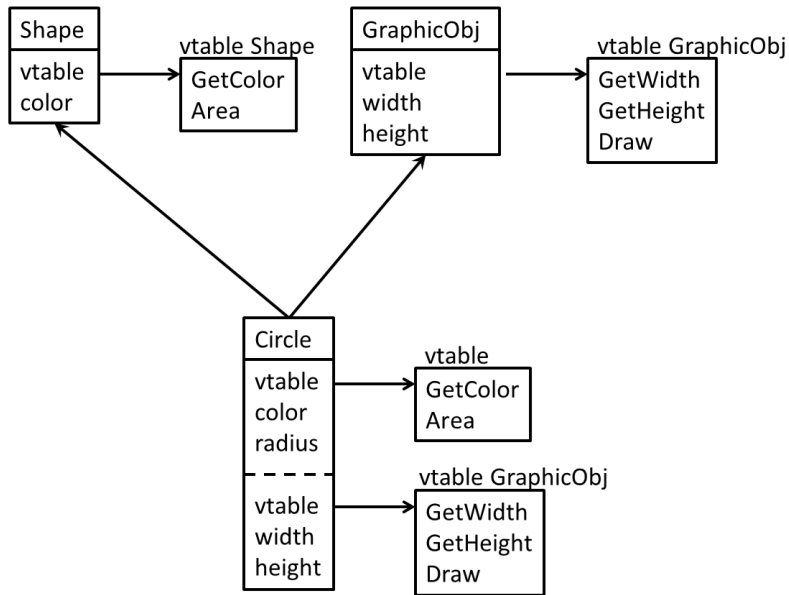 Shape
vtable
color
vtable Shape
GetColor
Area
GraphicObj
vtable
width
height
vtable GraphicObj
GetWidth
GetHeight
Draw
Circle
vtable
color
radius
vtable
width
height
vtable
GetColor
Area
vtable GraphicObj
GetWidth
GetHeight
Draw